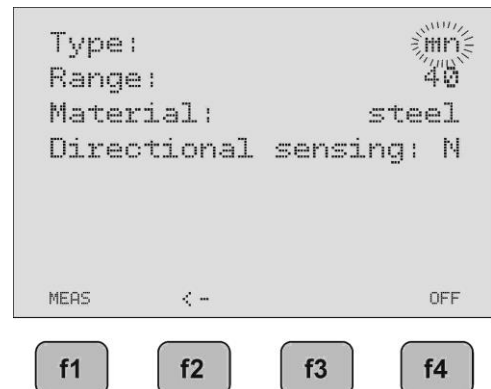 Type: mn
Range: 40
Material: steel
Directional sensing: N
MEAS <- OFF
f1 f2 f3 f4